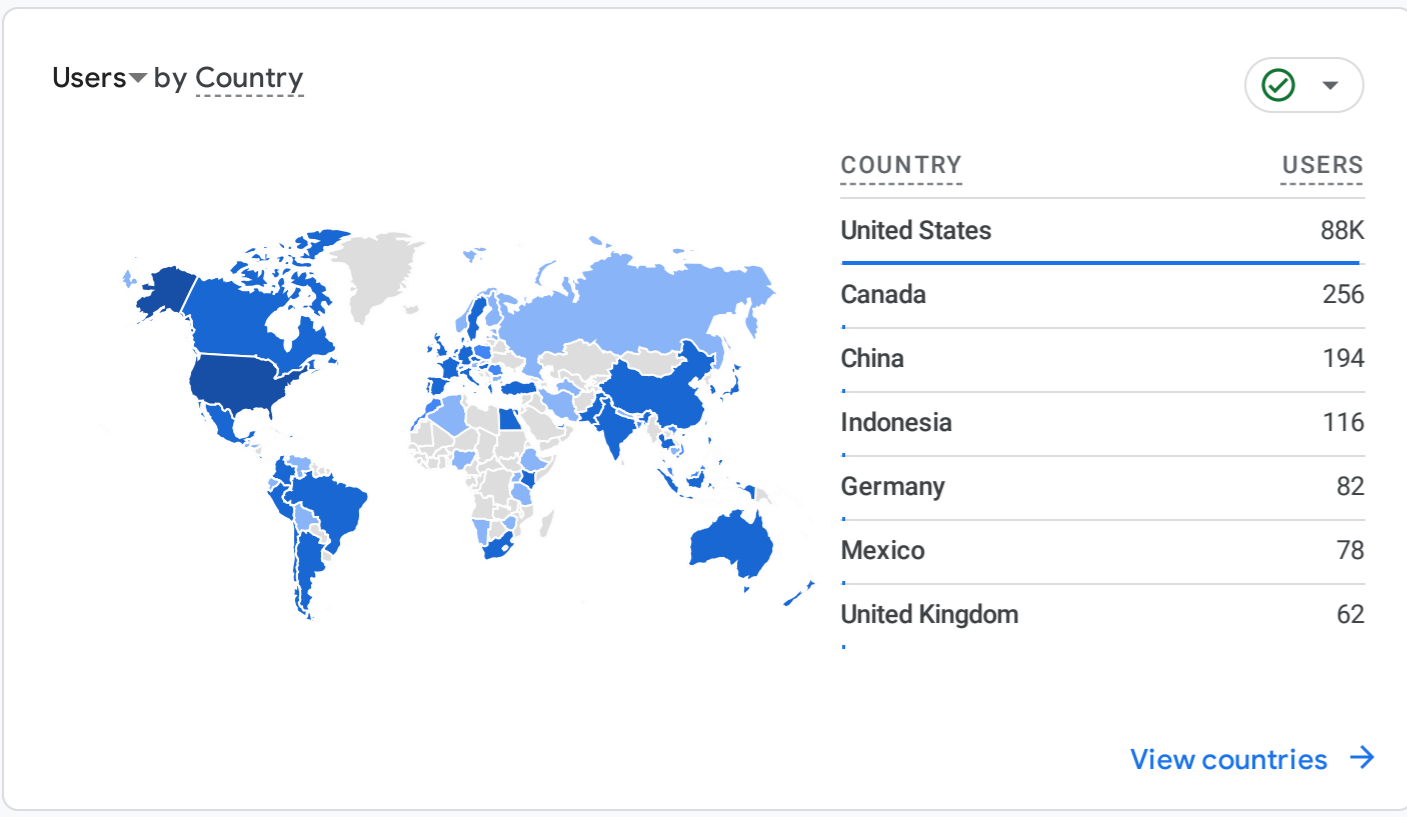 Users by Country
COUNTRY USERS
United States 88K
Canada 256
China 194
Indonesia 116
Germany 82
Mexico 78
United Kingdom 62
View countries